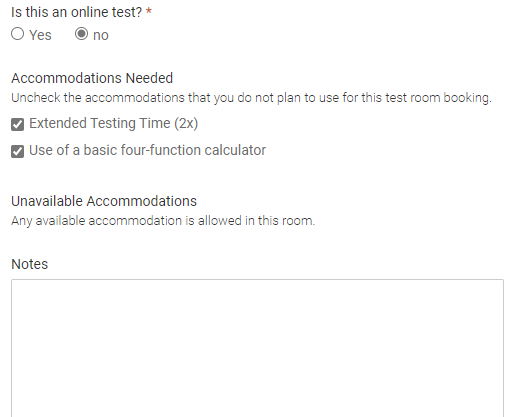 Is this an online test? *
Yes no
Accommodations Needed
Uncheck the accommodations that you do not plan to use for this test room booking.
Extended Testing Time (2x)
Use of a basic four-function calculator
Unavailable Accommodations
Any available accommodation is allowed in this room.
Notes